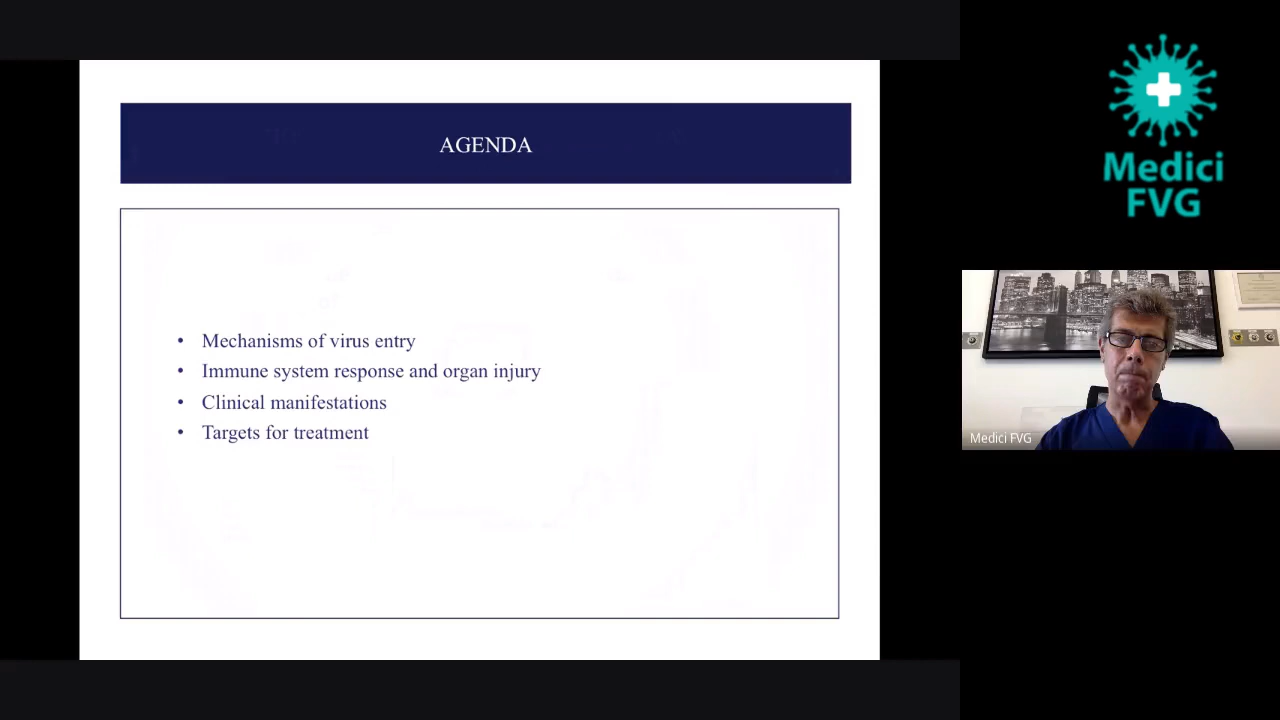 AGENDA
• Mechanisms of virus entry
• Immune system response and organ injury
• Clinical manifestations
• Targets for treatment
Medici
FVG
Medici FVG